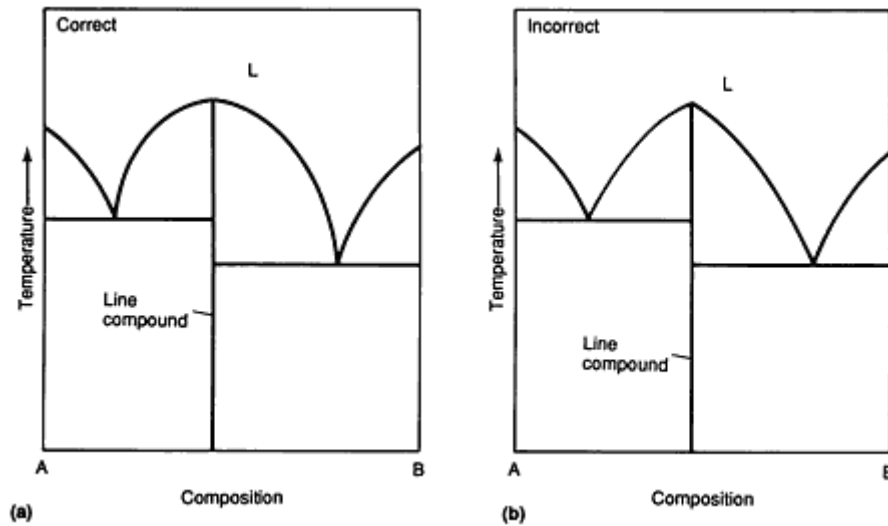 Correct
L
Temperature
Line
compound
A
B
Composition
(a)
Incorrect
L
Temperature
Line
compound
A
B
Composition
(b)